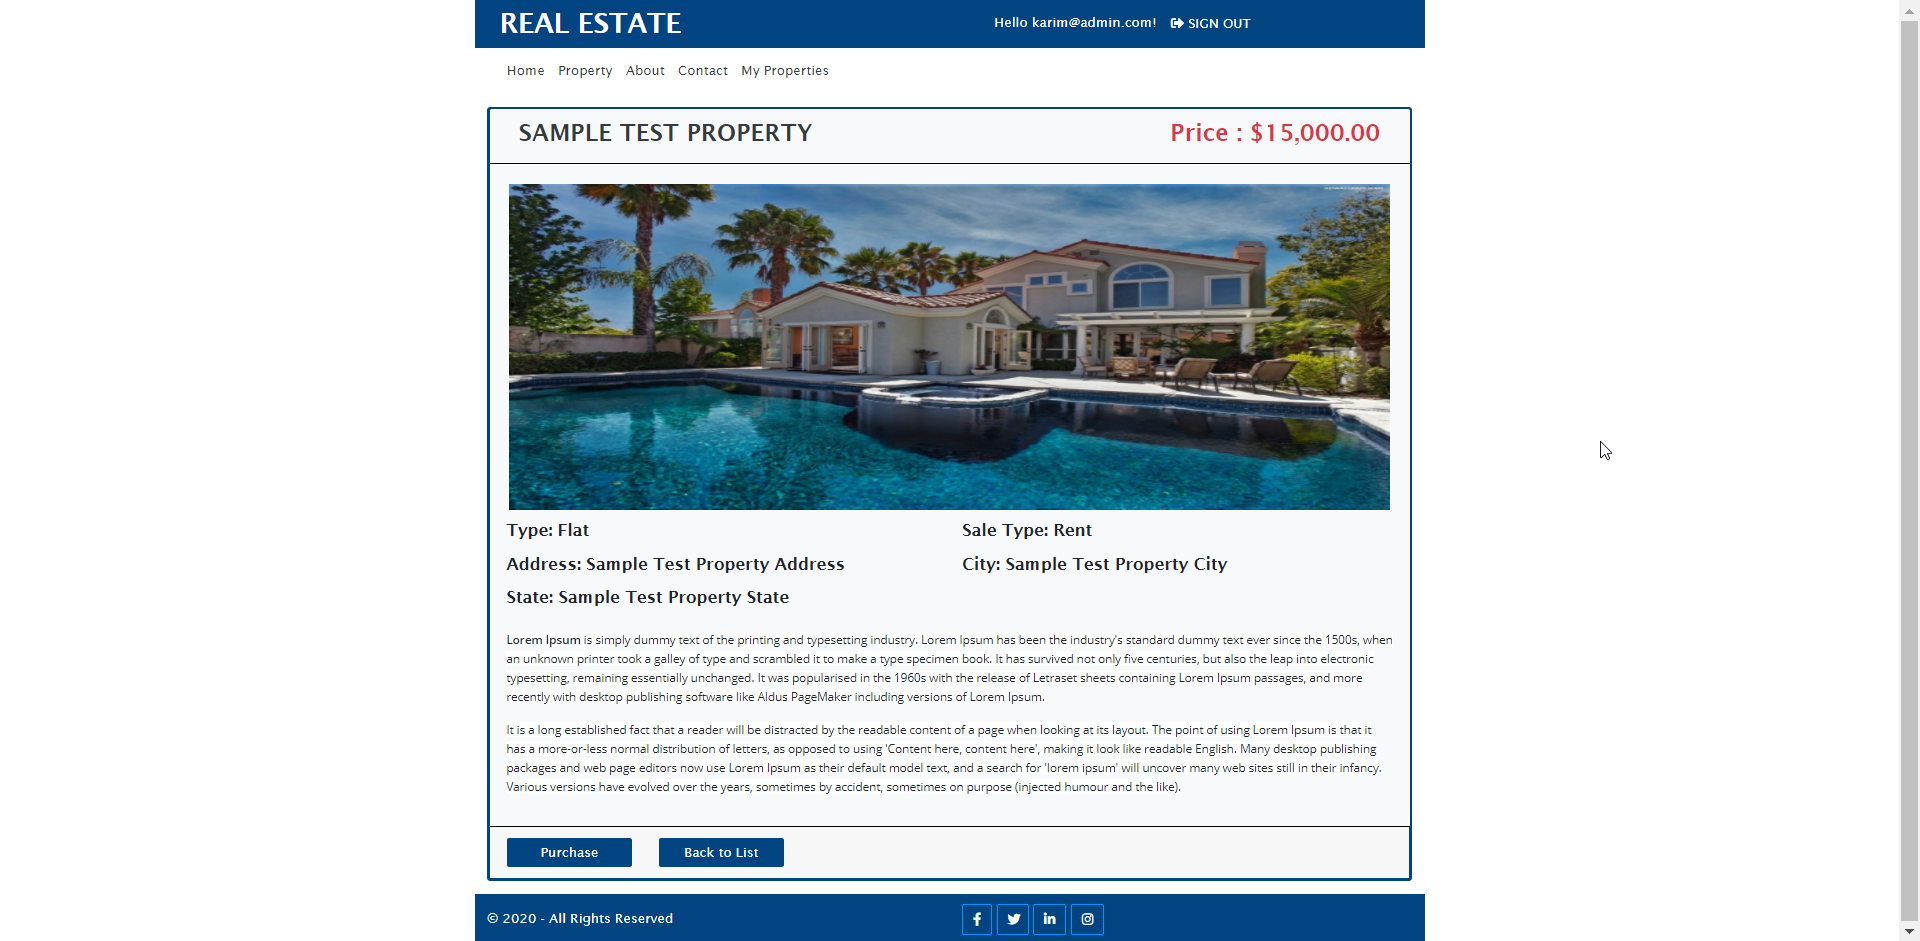 REAL ESTATE
Hello karim@admin.com! SIGN OUT
Home Property About Contact My Properties
SAMPLE TEST PROPERTY
Price : $15,000.00
Type: Flat
Sale Type: Rent
Address: Sample Test Property Address
City: Sample Test Property City
State: Sample Test Property State
Lorem Ipsum is simply dummy text of the printing and typesetting industry. Lorem Ipsum has been the industry's standard dummy text ever since the 1500s, when
an unknown printer took a galley of type and scrambled it to make a type specimen book. It has survived not only five centuries, but also the leap into electronic
typesetting, remaining essentially unchanged. It was popularised in the 1960s with the release of Letraset sheets containing Lorem Ipsum passages, and more
recently with desktop publishing software like Aldus PageMaker including versions of Lorem Ipsum.
It is a long established fact that a reader will be distracted by the readable content of a page when looking at its layout. The point of using Lorem Ipsum is that it
has a more-or-less normal distribution of letters, as opposed to using 'Content here, content here', making it look like readable English. Many desktop publishing
packages and web page editors now use Lorem Ipsum as their default model text, and a search for 'lorem ipsum' will uncover many web sites still in their infancy.
Various versions have evolved over the years, sometimes by accident, sometimes on purpose (injected humour and the like).
Purchase
Back to List
© 2020 - All Rights Reserved